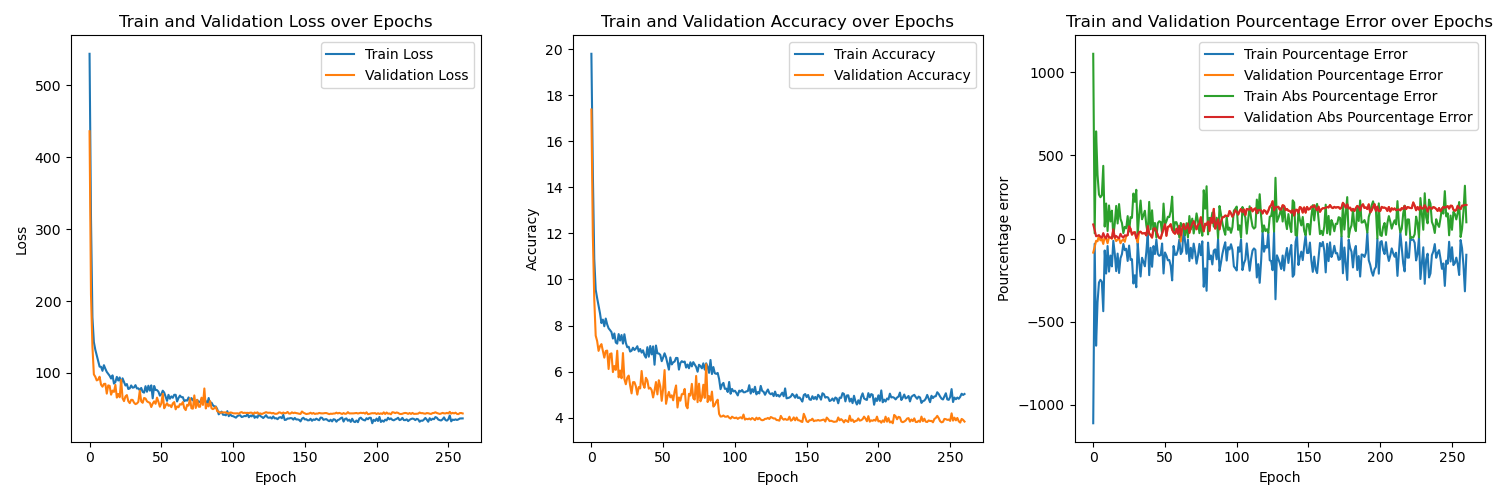 Train and Validation Loss over Epochs
Train Loss
Validation Loss
500
400
300
200
100
Loss
0
50
100
150
200
250
Epoch
Train and Validation Accuracy over Epochs
Train Accuracy
Validation Accuracy
20
18
16
14
12
10
8
6
4
Accuracy
0
50
100
150
200
250
Epoch
Train and Validation Pourcentage Error over Epochs
Train Pourcentage Error
Validation Pourcentage Error
Train Abs Pourcentage Error
Validation Abs Pourcentage Error
1000
500
0
−500
−1000
Pourcentage error
0
50
100
150
200
250
Epoch